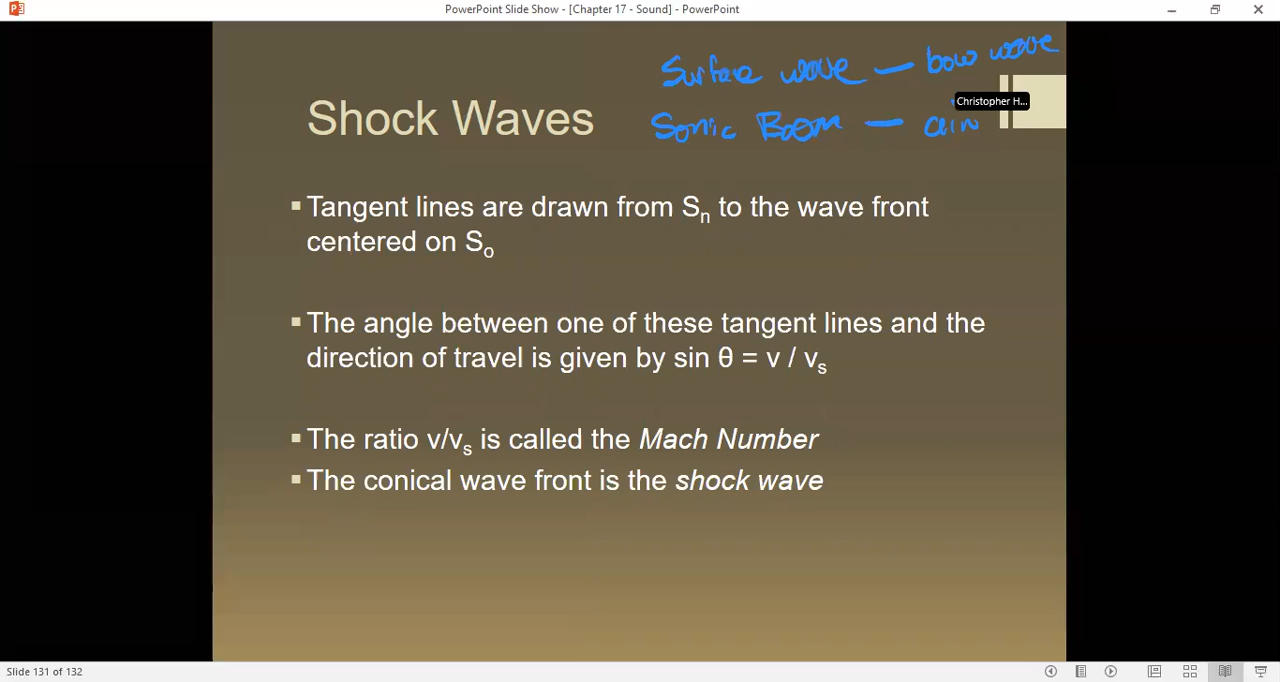 PowerPoint Slide Show - [Chapter 17 - Sound] - PowerPoint
Surface wave — bow wave
Christopher H...
Shock Waves
Sonic Boom — air
▪ Tangent lines are drawn from Sn to the wave front
centered on So
▪ The angle between one of these tangent lines and the
direction of travel is given by sin θ = v / vs
▪ The ratio v/vs is called the Mach Number
▪ The conical wave front is the shock wave
Slide 131 of 132